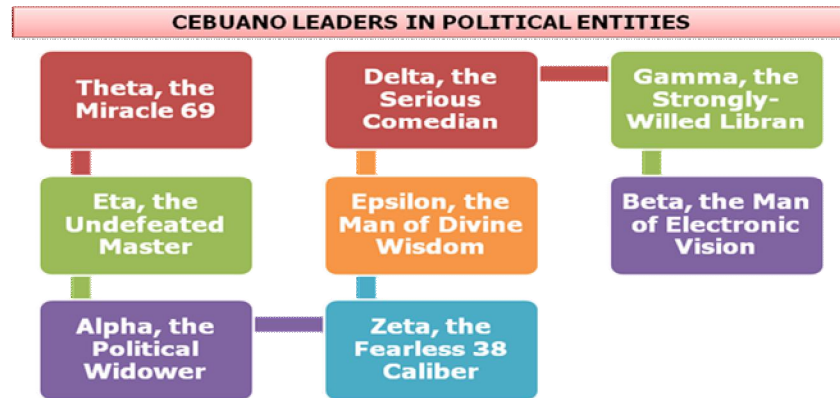 CEBUANO LEADERS IN POLITICAL ENTITIES
Theta, the
Miracle 69
Eta, the
Undefeated
Master
Alpha, the
Political
Widower
Zeta, the
Fearless 38
Caliber
Epsilon, the
Man of Divine
Wisdom
Delta, the
Serious
Comedian
Gamma, the
Strongly-
Willed Libran
Beta, the Man
of Electronic
Vision